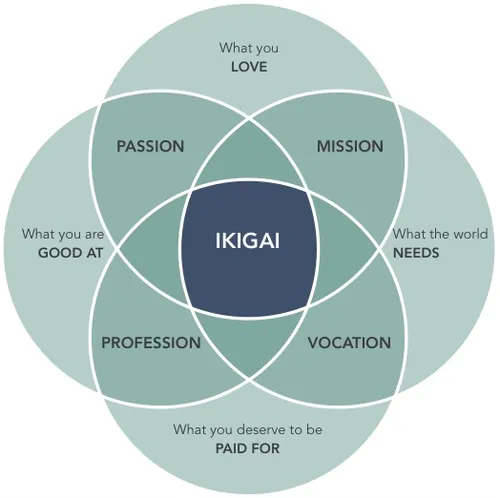 What you
LOVE
PASSION
MISSION
What you are
GOOD AT
IKIGAI
What the world
NEEDS
PROFESSION
VOCATION
What you deserve to be
PAID FOR